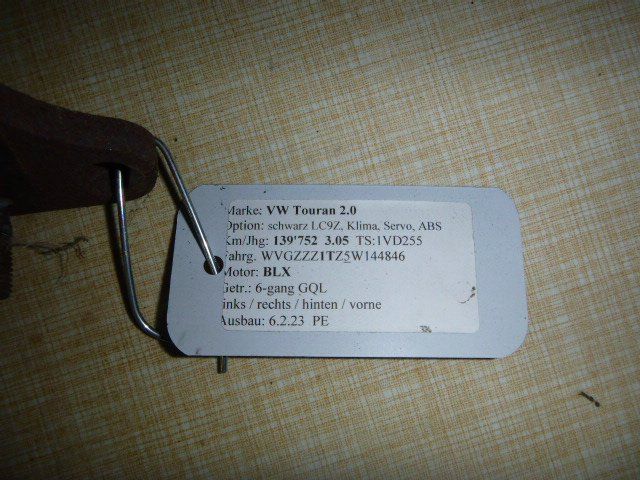 Marke: VW Touran 2.0
Option: schwarz LC9Z, Klima, Servo, ABS
Km/Jhg: 139'752 3.05 TS:1VD255
Fahrg. WVGZZZ1TZ5W144846
Motor: BLX
Getr.: 6-gang GQL
links / rechts / hinten / vorne
Ausbau: 6.2.23 PE